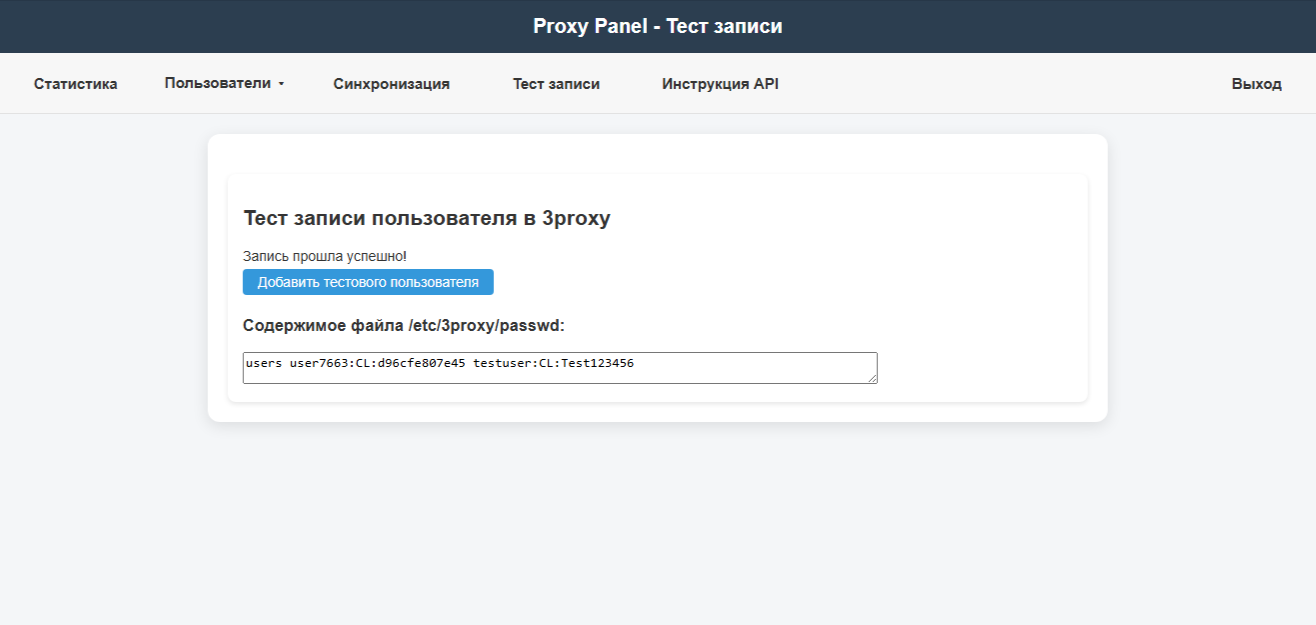 Proxy Panel - Тест записи
Статистика Пользователи Синхронизация Тест записи Инструкция API Выход
Тест записи пользователя в 3proxy
Запись прошла успешно!
Добавить тестового пользователя
Содержимое файла /etc/3proxy/passwd:
users user7663:CL:d96cfe807e45 testuser:CL:Test123456